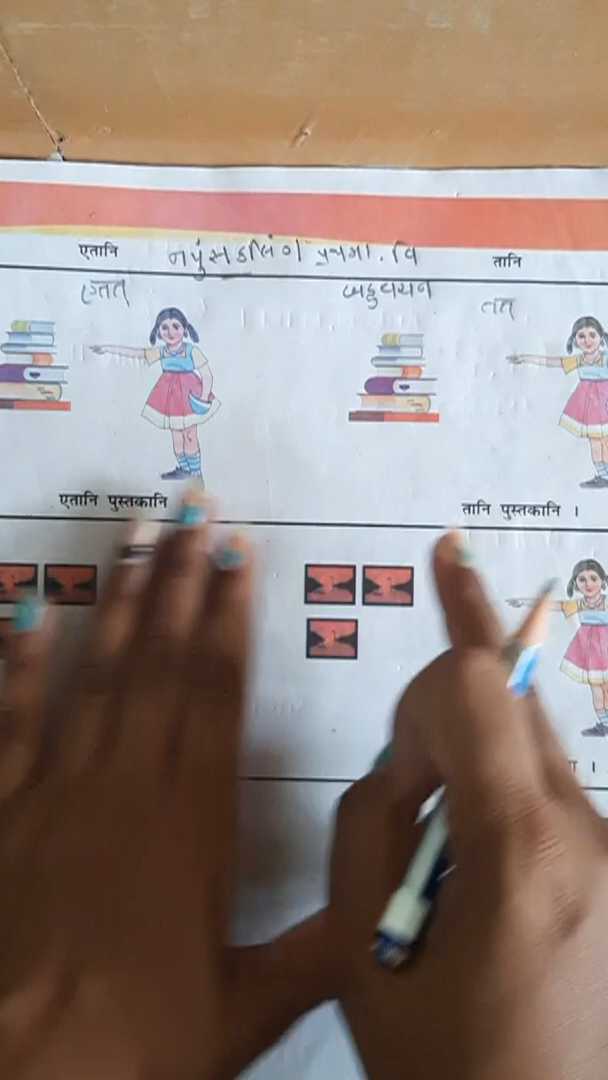 एतानि नपुंसकलिंग प्रथमा. वि तानि
एतत् बहुवचन तत्
एतानि पुस्तकानि
तानि पुस्तकानि ।